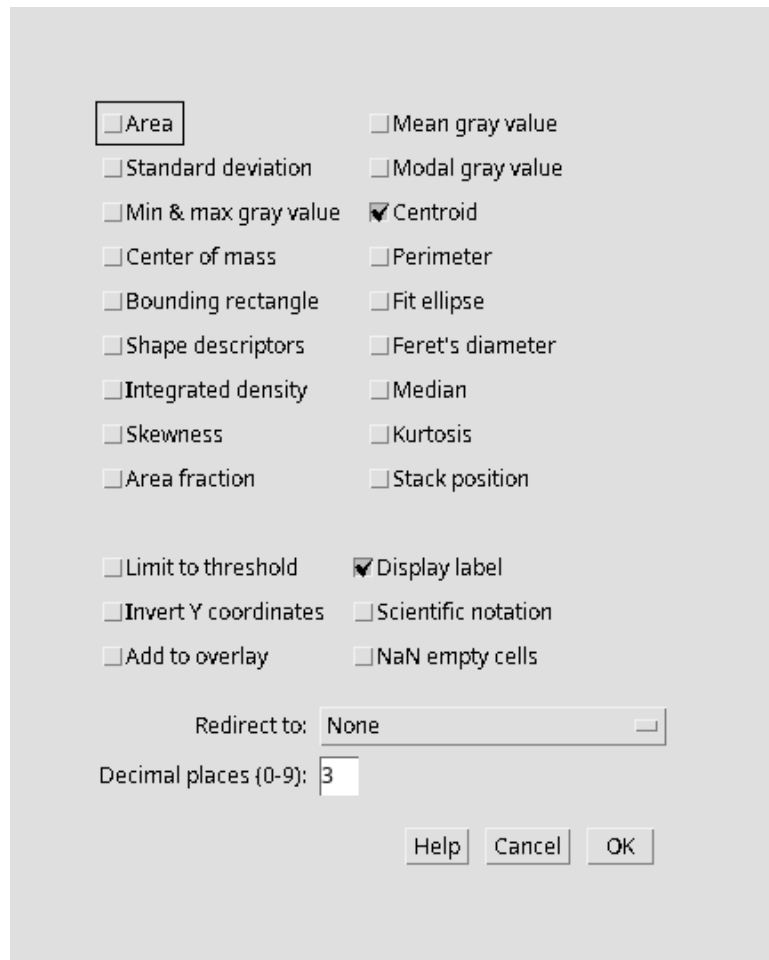 Area Mean gray value
Standard deviation Modal gray value
Min & max gray value Centroid
Center of mass Perimeter
Bounding rectangle Fit ellipse
Shape descriptors Feret's diameter
Integrated density Median
Skewness Kurtosis
Area fraction Stack position
Limit to threshold Display label
Invert Y coordinates Scientific notation
Add to overlay NaN empty cells
Redirect to: None
Decimal places (0-9): 3
Help Cancel OK